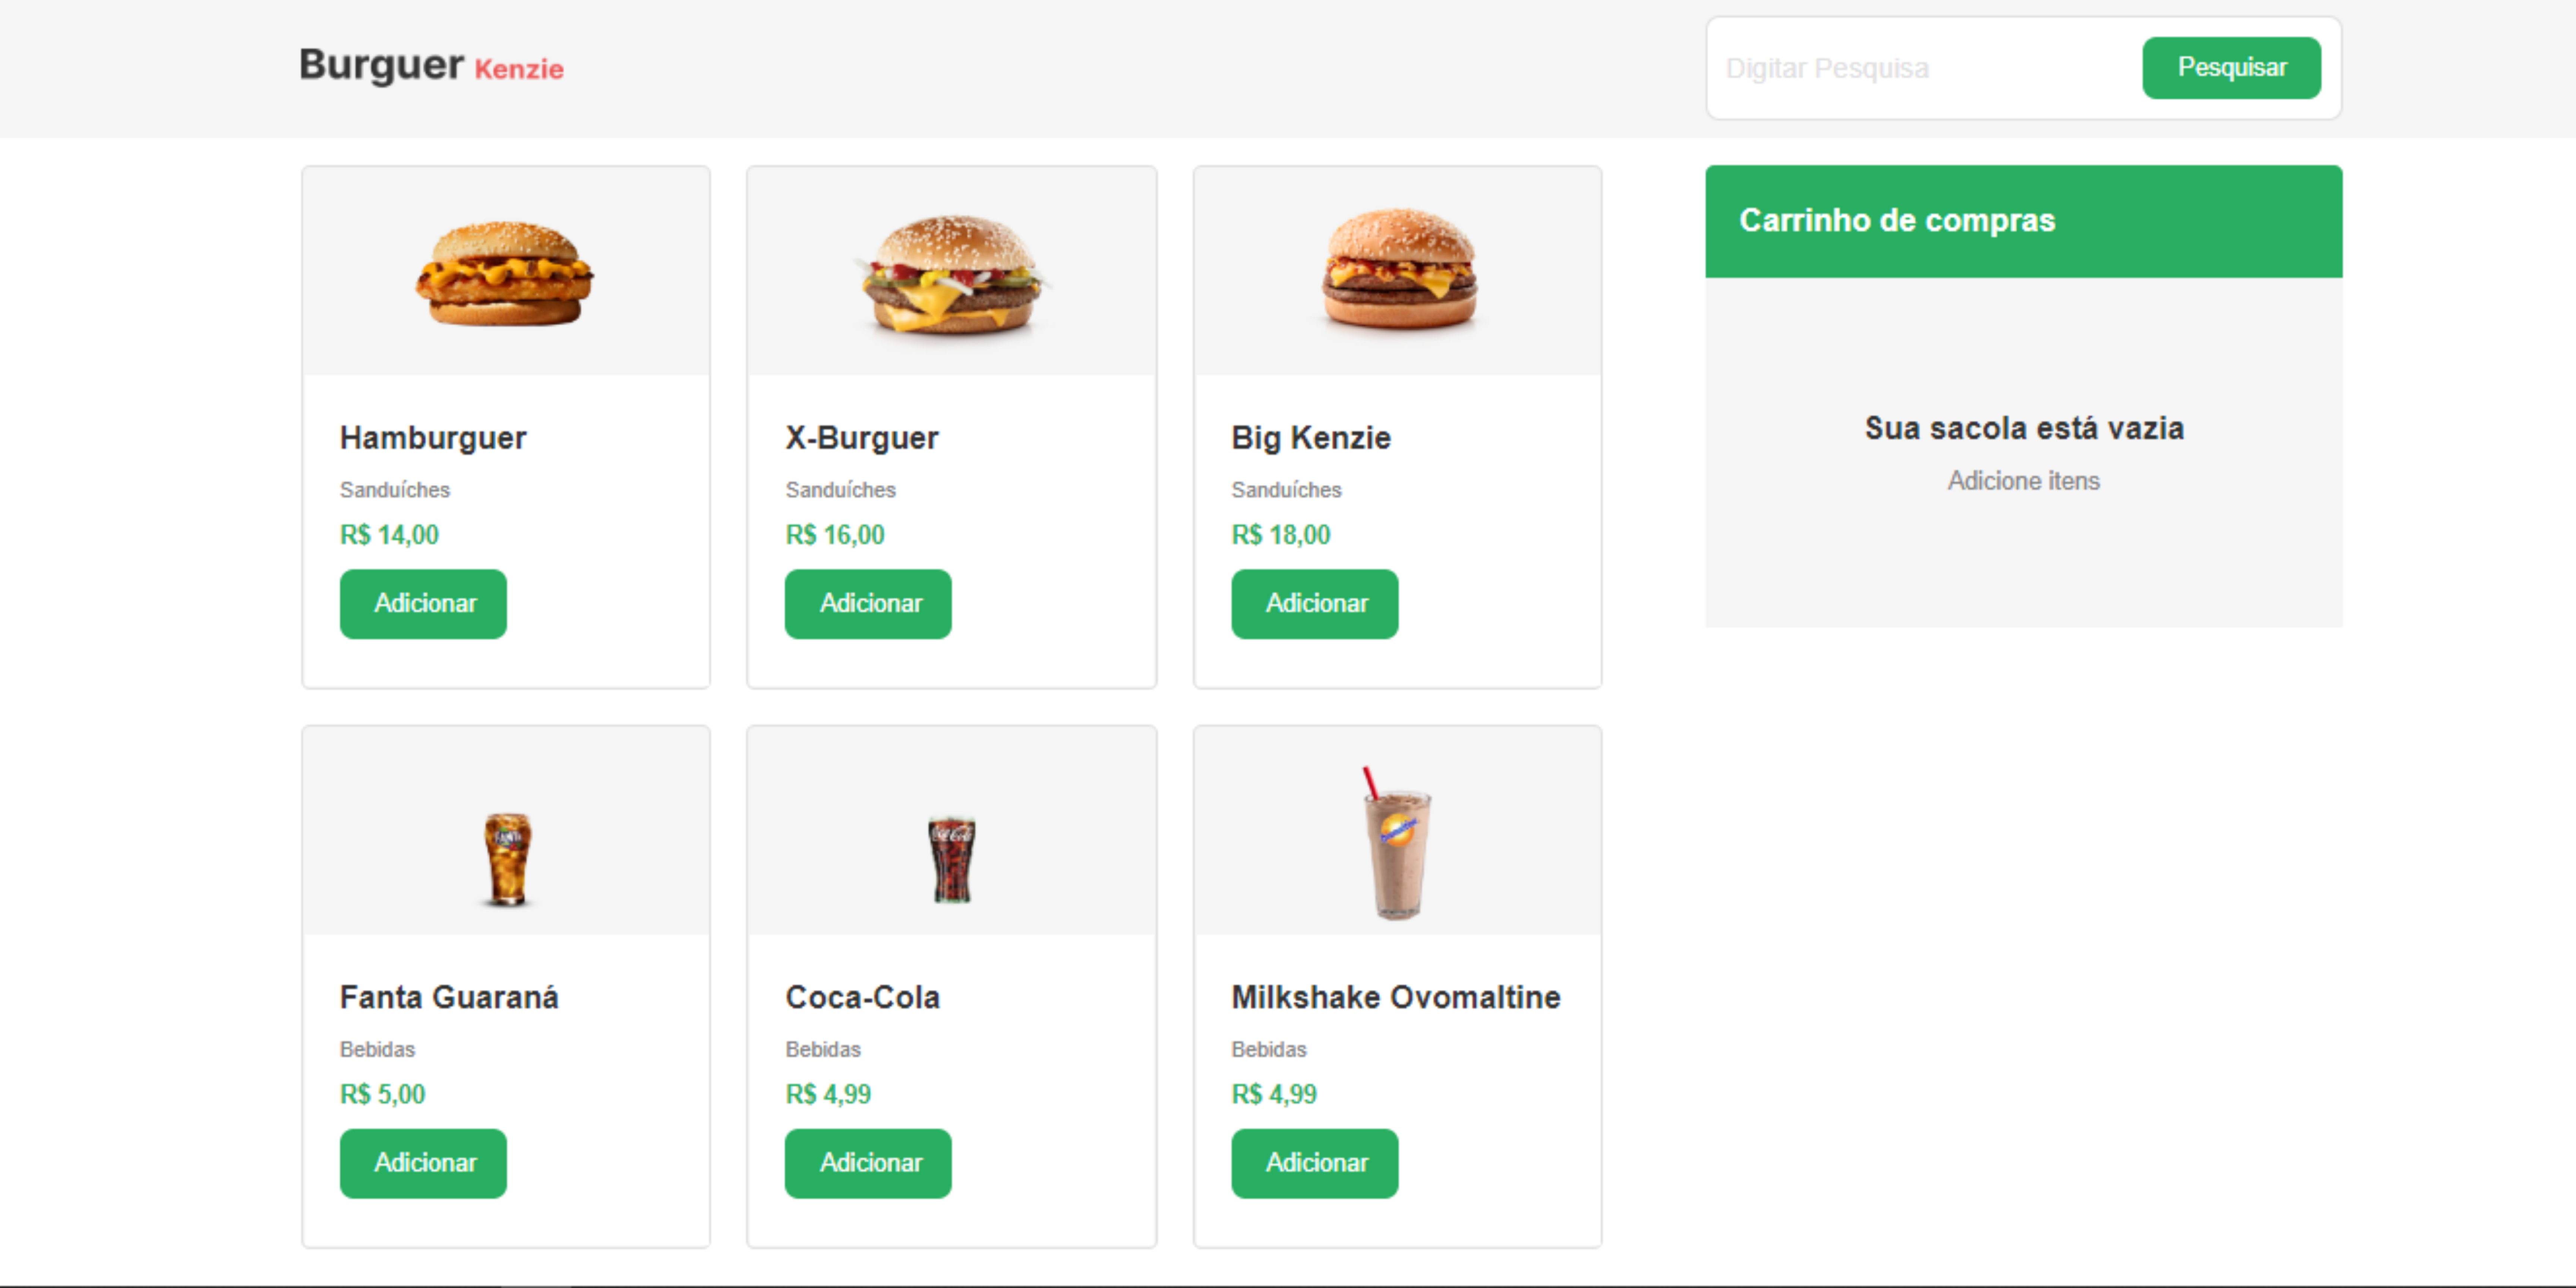 Burguer Kenzie
Digitar Pesquisa
Pesquisar
Hamburguer
Sanduíches
R$ 14,00
Adicionar
X-Burguer
Sanduíches
R$ 16,00
Adicionar
Big Kenzie
Sanduíches
R$ 18,00
Adicionar
Carrinho de compras
Sua sacola está vazia
Adicione itens
Fanta Guaraná
Bebidas
R$ 5,00
Adicionar
Coca-Cola
Bebidas
R$ 4,99
Adicionar
Milkshake Ovomaltine
Bebidas
R$ 4,99
Adicionar